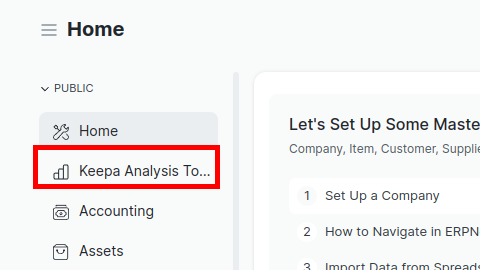 Home
PUBLIC
Home
Keepa Analysis To...
Accounting
Assets
Let's Set Up Some Maste
Company, Item, Customer, Supplie
1 Set Up a Company
2 How to Navigate in ERPN
3 Import Data from Spreads